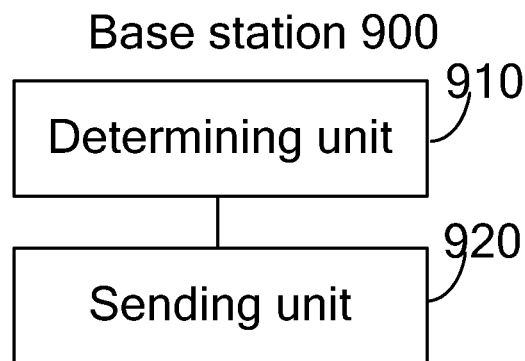 Base station 900
910
Determining unit
920
Sending unit